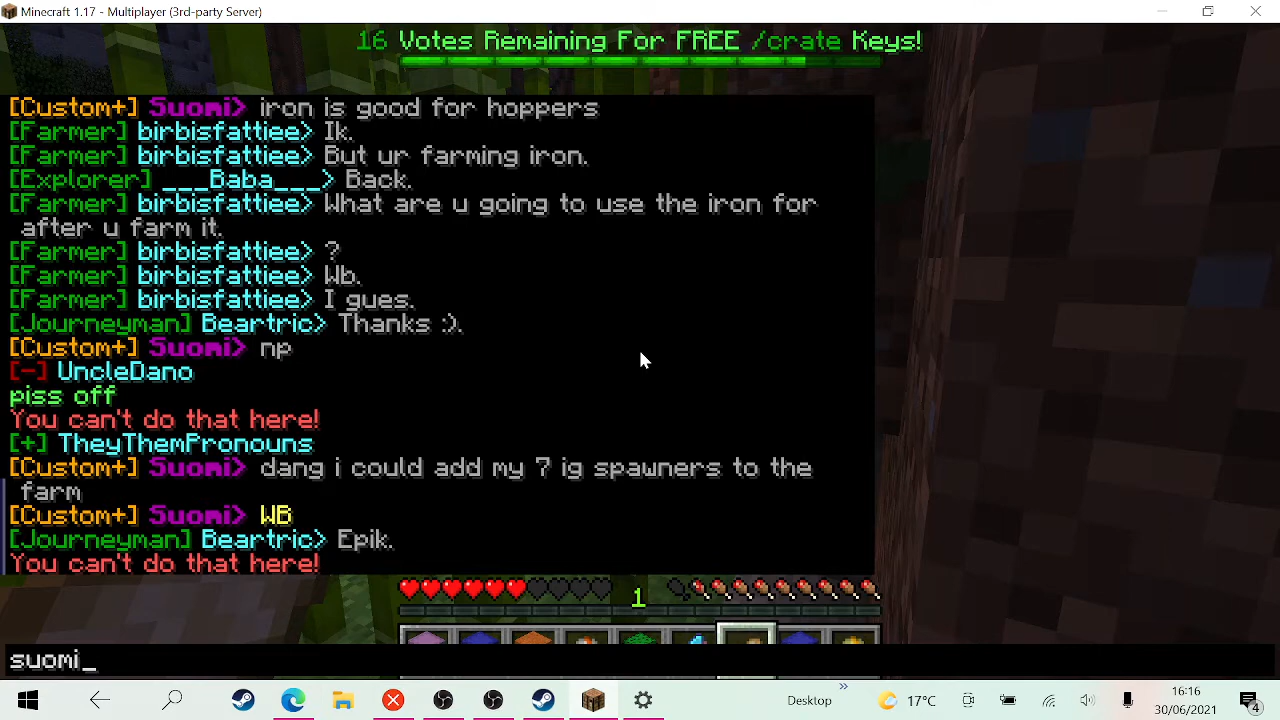 Minecraft 1.17 - Multiplayer (3rd-party Server)
16 Votes Remaining For FREE /crate Keys!
[Custom+] Suomi> iron is good for hoppers
[Farmer] birbisfattiee> Ik.
[Farmer] birbisfattiee> But ur farming iron.
[Explorer] ___Baba___> Back.
[Farmer] birbisfattiee> What are u going to use the iron for
after u farm it.
[Farmer] birbisfattiee> ?
[Farmer] birbisfattiee> Wb.
[Farmer] birbisfattiee> I gues.
[Journeyman] Beartric> Thanks :).
[Custom+] Suomi> np
[-] UncleDano
piss off
You can't do that here!
[+] TheyThemPronouns
[Custom+] Suomi> dang i could add my 7 ig spawners to the
farm
[Custom+] Suomi> WB
[Journeyman] Beartric> Epik.
You can't do that here!
1
suomi_
Desktop
17°C
16:16
30/06/2021
4